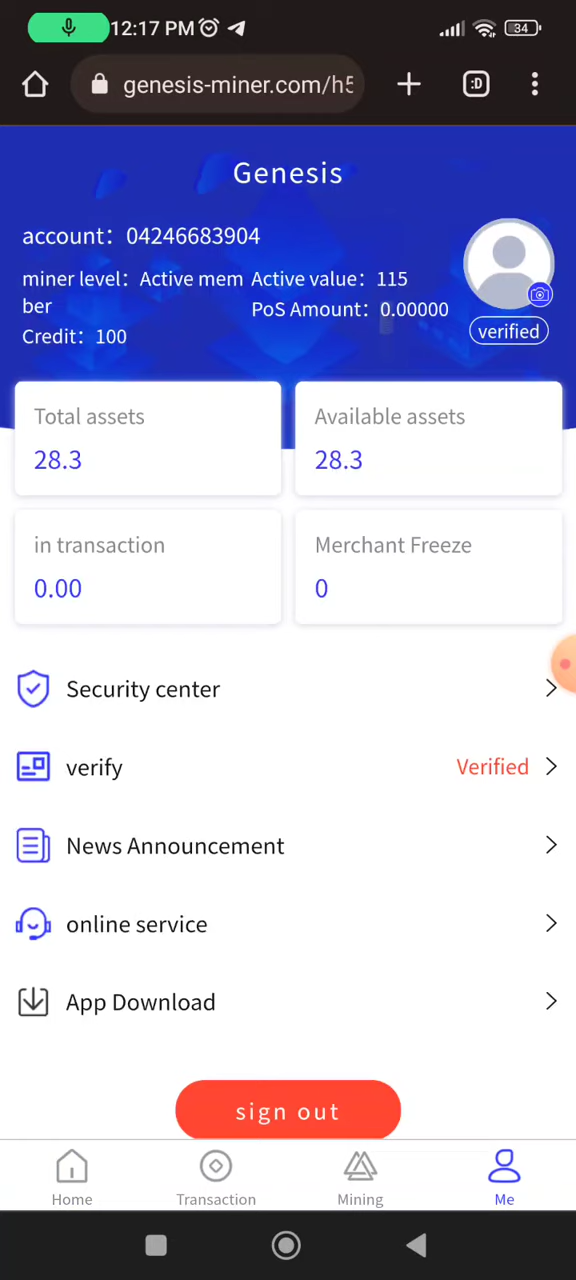 12:17 PM
34
genesis-miner.com/h5
:D
Genesis
account: 04246683904
miner level: Active mem
ber
Active value: 115
PoS Amount: 0.00000
Credit: 100
verified
Total assets
28.3
Available assets
28.3
in transaction
0.00
Merchant Freeze
0
Security center
verify
Verified
News Announcement
online service
App Download
sign out
Home
Transaction
Mining
Me